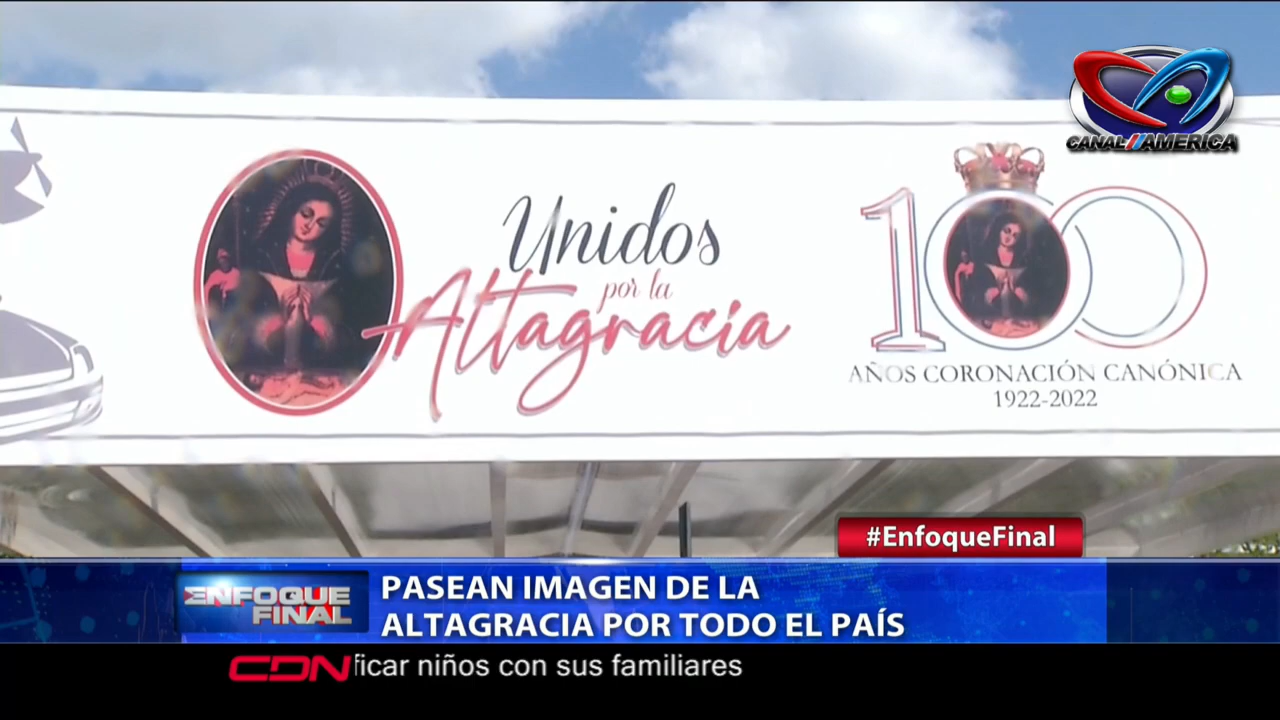 CANAL AMERICA
Unidos
por la
Altagracia
100
AÑOS CORONACIÓN CANÓNICA
1922-2022
#EnfoqueFinal
ENFOQUE
FINAL
PASEAN IMAGEN DE LA
ALTAGRACIA POR TODO EL PAÍS
CDN
ficar niños con sus familiares